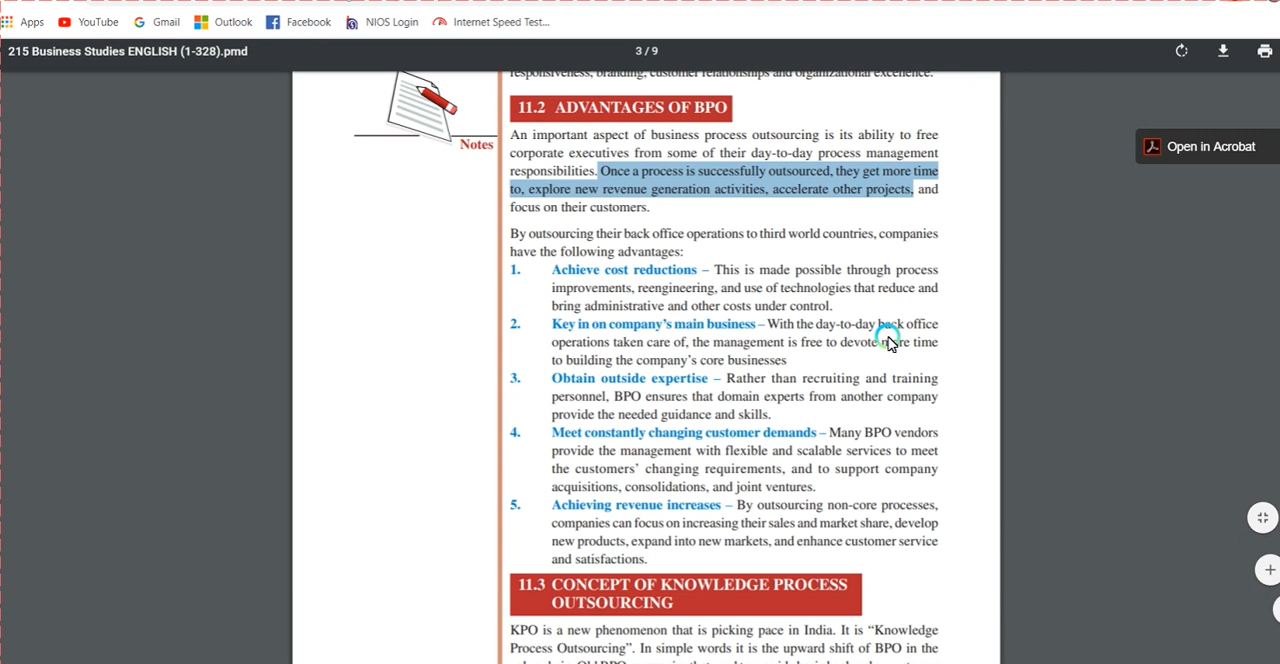 Apps YouTube Gmail Outlook Facebook NIOS Login Internet Speed Test...
215 Business Studies ENGLISH (1-328).pmd 3 / 9
responsiveness, branding, customer relationships and organizational excellence.
11.2 ADVANTAGES OF BPO
An important aspect of business process outsourcing is its ability to free
Notes
corporate executives from some of their day-to-day process management
Open in Acrobat
responsibilities. Once a process is successfully outsourced, they get more time
to, explore new revenue generation activities, accelerate other projects, and
focus on their customers.
By outsourcing their back office operations to third world countries, companies
have the following advantages:
1. Achieve cost reductions – This is made possible through process
improvements, reengineering, and use of technologies that reduce and
bring administrative and other costs under control.
2. Key in on company's main business – With the day-to-day back office
operations taken care of, the management is free to devote more time
to building the company's core businesses
3. Obtain outside expertise – Rather than recruiting and training
personnel, BPO ensures that domain experts from another company
provide the needed guidance and skills.
4. Meet constantly changing customer demands – Many BPO vendors
provide the management with flexible and scalable services to meet
the customers' changing requirements, and to support company
acquisitions, consolidations, and joint ventures.
5. Achieving revenue increases – By outsourcing non-core processes,
companies can focus on increasing their sales and market share, develop
new products, expand into new markets, and enhance customer service
and satisfactions.
11.3 CONCEPT OF KNOWLEDGE PROCESS
OUTSOURCING
KPO is a new phenomenon that is picking pace in India. It is “Knowledge
Process Outsourcing”. In simple words it is the upward shift of BPO in the